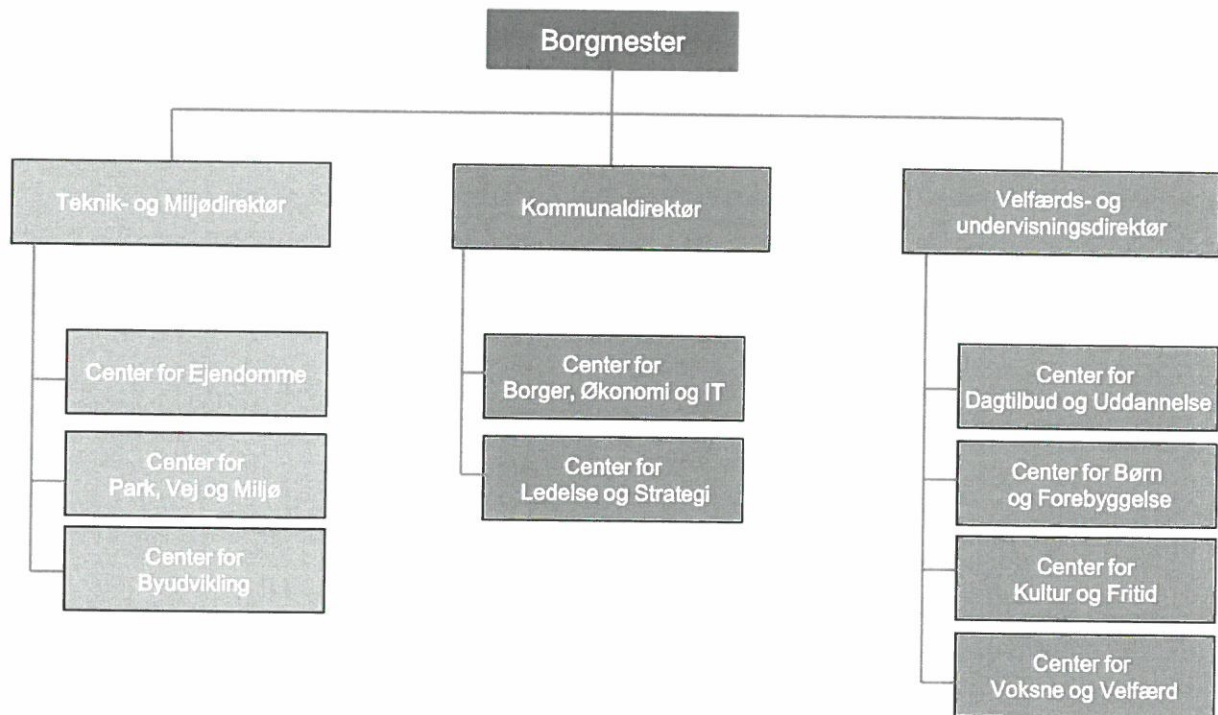 Borgmester
Teknik- og Miljødirektør
Kommunaldirektør
Velfærds- og
undervisningsdirektør
Center for Ejendomme
Center for
Park, Vej og Miljø
Center for
Byudvikling
Center for
Borger, Økonomi og IT
Center for
Ledelse og Strategi
Center for
Dagtilbud og Uddannelse
Center for Børn
og Forebyggelse
Center for
Kultur og Fritid
Center for
Voksne og Velfærd